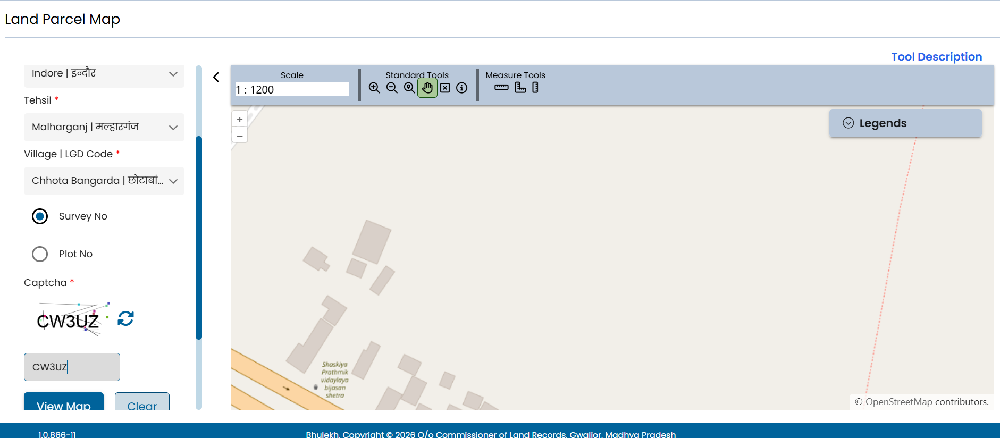 Land Parcel Map
Tool Description
Indore | इन्दौर
Tehsil *
Malharganj | मल्हारगंज
Village | LGD Code *
Chhota Bangarda | छोटाबां...
Survey No
Plot No
Captcha *
CW3UZ
CW3UZ
View Map
Clear
Scale
1 : 1200
Standard Tools
Measure Tools
+
−
Legends
Shaskiya
Prathmik
vidaylaya
bijasan
shetra
© OpenStreetMap contributors.
1.0.866-11
Bhulekh, Copyright © 2026 O/o Commissioner of Land Records, Gwalior, Madhya Pradesh